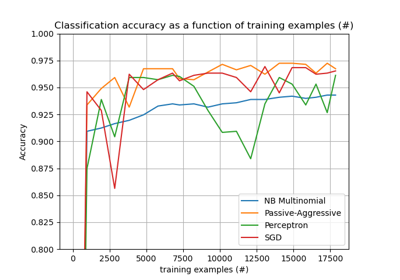 Classification accuracy as a function of training examples (#)
1.000
0.975
0.950
0.925
0.900
0.875
0.850
0.825
0.800
Accuracy
NB Multinomial
Passive-Aggressive
Perceptron
SGD
0 2500 5000 7500 10000 12500 15000 17500
training examples (#)